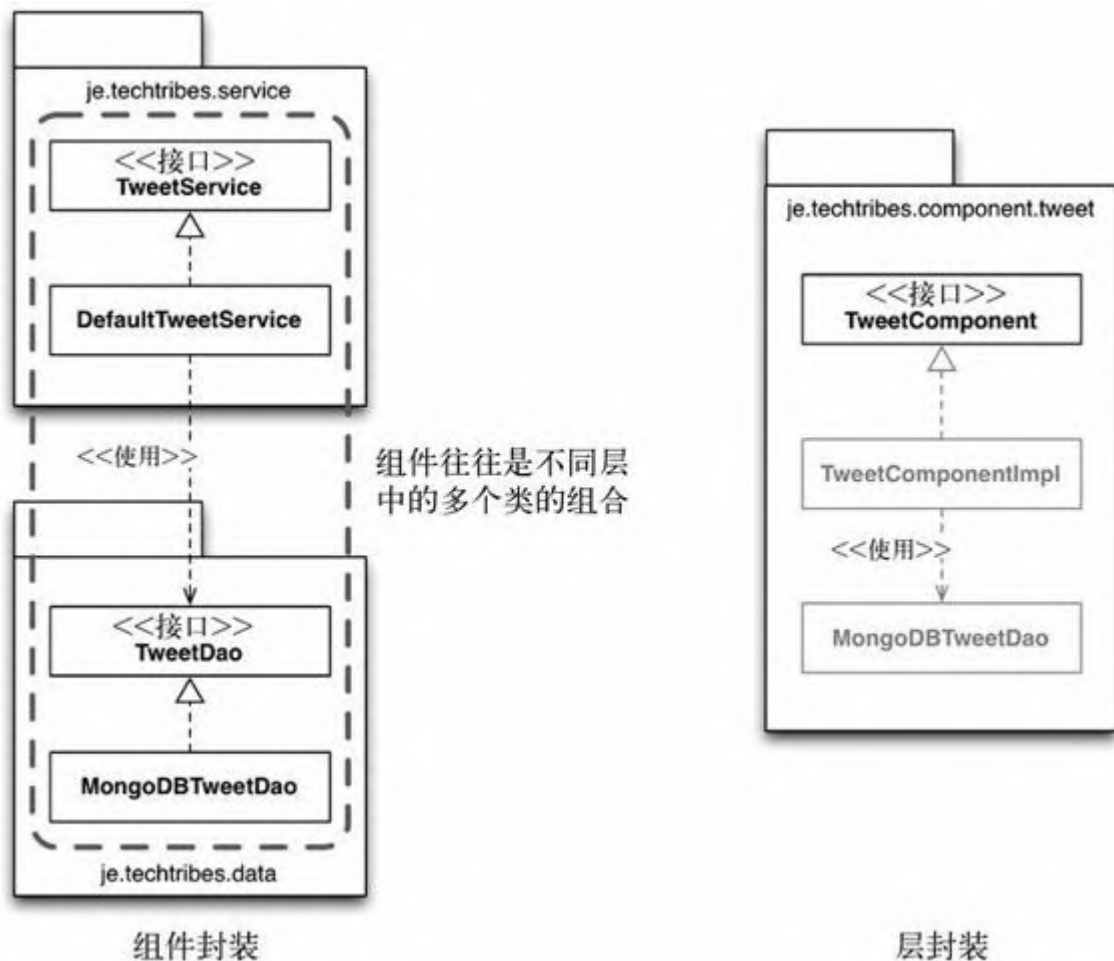 je.techtribes.service
<<接口>>
TweetService
DefaultTweetService
<<使用>>
<<接口>>
TweetDao
MongoDBTweetDao
je.techtribes.data
组件封装
组件往往是不同层
中的多个类的组合
je.techtribes.component.tweet
<<接口>>
TweetComponent
TweetComponentImpl
<<使用>>
MongoDBTweetDao
层封装